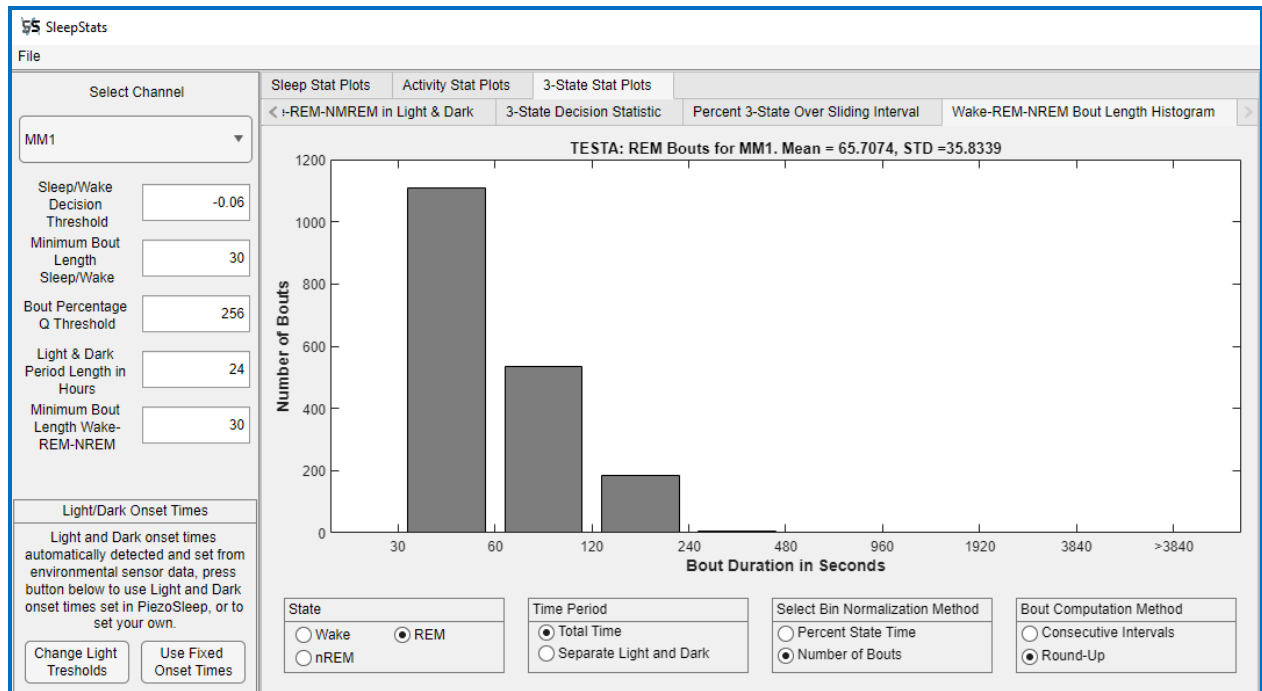 SleepStats
File
Select Channel
MM1
Sleep/Wake
Decision
Threshold
-0.06
Minimum Bout
Length
Sleep/Wake
30
Bout Percentage
Q Threshold
256
Light & Dark
Period Length in
Hours
24
Minimum Bout
Length Wake-
REM-NREM
30
Light/Dark Onset Times
Light and Dark onset times
automatically detected and set from
environmental sensor data, press
button below to use Light and Dark
onset times set in PiezoSleep, or to
set your own.
Change Light
Tresholds
Use Fixed
Onset Times
Sleep Stat Plots Activity Stat Plots 3-State Stat Plots
-REM-NMREM in Light & Dark 3-State Decision Statistic Percent 3-State Over Sliding Interval Wake-REM-NREM Bout Length Histogram
TESTA: REM Bouts for MM1. Mean = 65.7074, STD =35.8339
Number of Bouts
1200
1000
800
600
400
200
0
30 60 120 240 480 960 1920 3840 >3840
Bout Duration in Seconds
State
Wake REM
nREM
Time Period
Total Time
Separate Light and Dark
Select Bin Normalization Method
Percent State Time
Number of Bouts
Bout Computation Method
Consecutive Intervals
Round-Up